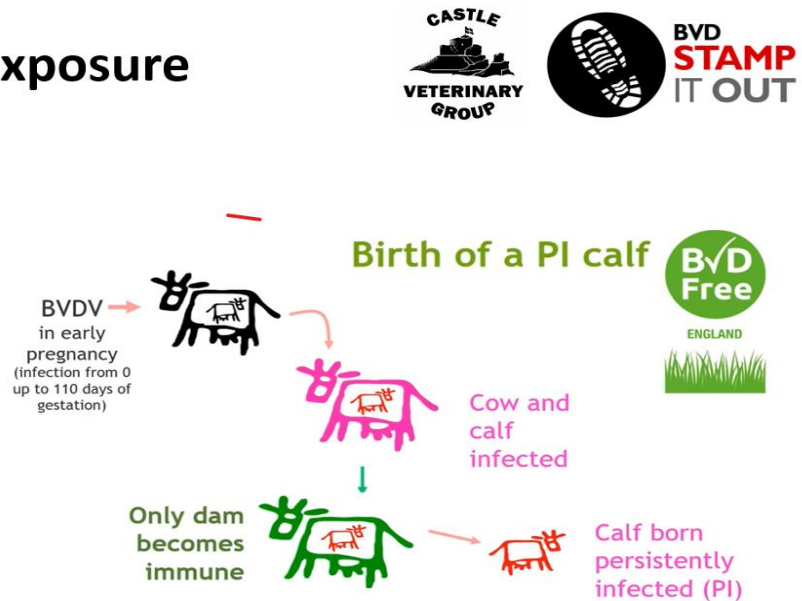 xposure
CASTLE
VETERINARY
GROUP
BVD
STAMP
IT OUT
Birth of a PI calf
BVD
Free
ENGLAND
BVDV
in early
pregnancy
(infection from 0
up to 110 days of
gestation)
Cow and
calf
infected
Only dam
becomes
immune
Calf born
persistently
infected (PI)